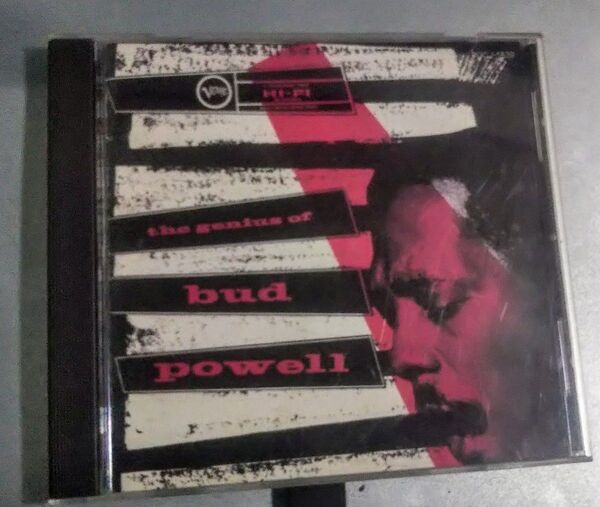 Verve
HI-FI
the genius of
bud
powell